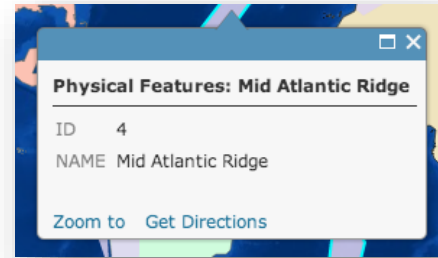 Physical Features: Mid Atlantic Ridge
ID 4
NAME Mid Atlantic Ridge
Zoom to Get Directions